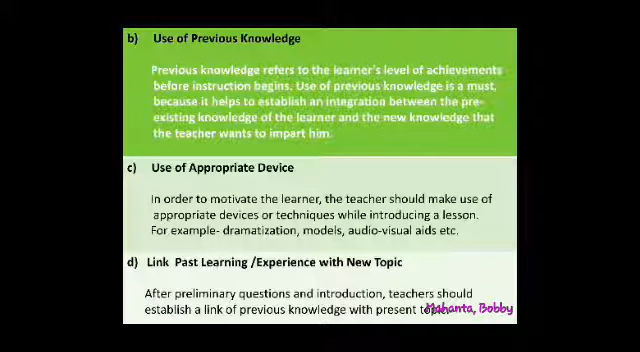 b) Use of Previous Knowledge
Previous knowledge refers to the learner's level of achievements
before instruction begins. Use of previous knowledge is a must,
because it helps to establish an integration between the pre-
existing knowledge of the learner and the new knowledge that
the teacher wants to impart him.
c) Use of Appropriate Device
In order to motivate the learner, the teacher should make use of
appropriate devices or techniques while introducing a lesson.
For example- dramatization, models, audio-visual aids etc.
d) Link Past Learning /Experience with New Topic
After preliminary questions and introduction, teachers should
establish a link of previous knowledge with present topic.
Mahanta, Bobby